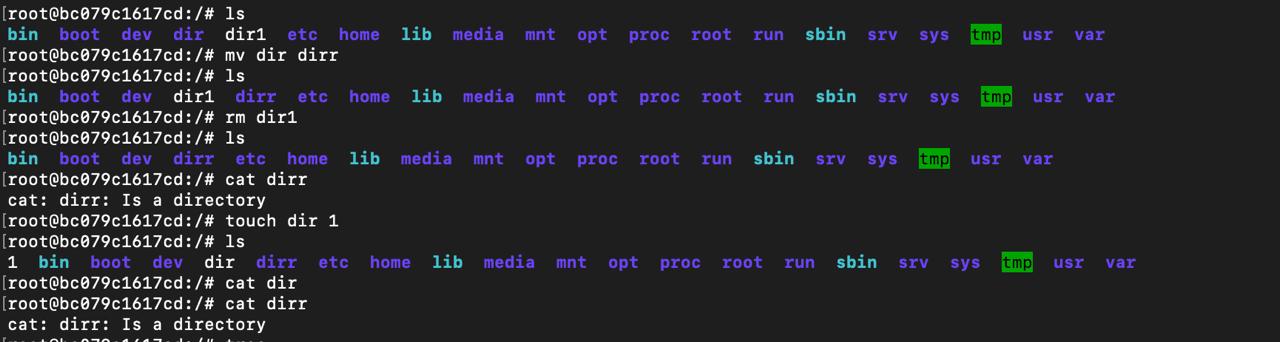 [root@bc079c1617cd:/# ls
bin boot dev dir dir1 etc home lib media mnt opt proc root run sbin srv sys tmp usr var
[root@bc079c1617cd:/# mv dir dirr
[root@bc079c1617cd:/# ls
bin boot dev dir1 dirr etc home lib media mnt opt proc root run sbin srv sys tmp usr var
[root@bc079c1617cd:/# rm dir1
[root@bc079c1617cd:/# ls
bin boot dev dirr etc home lib media mnt opt proc root run sbin srv sys tmp usr var
[root@bc079c1617cd:/# cat dirr
cat: dirr: Is a directory
[root@bc079c1617cd:/# touch dir 1
[root@bc079c1617cd:/# ls
1 bin boot dev dir dirr etc home lib media mnt opt proc root run sbin srv sys tmp usr var
[root@bc079c1617cd:/# cat dir
[root@bc079c1617cd:/# cat dirr
cat: dirr: Is a directory